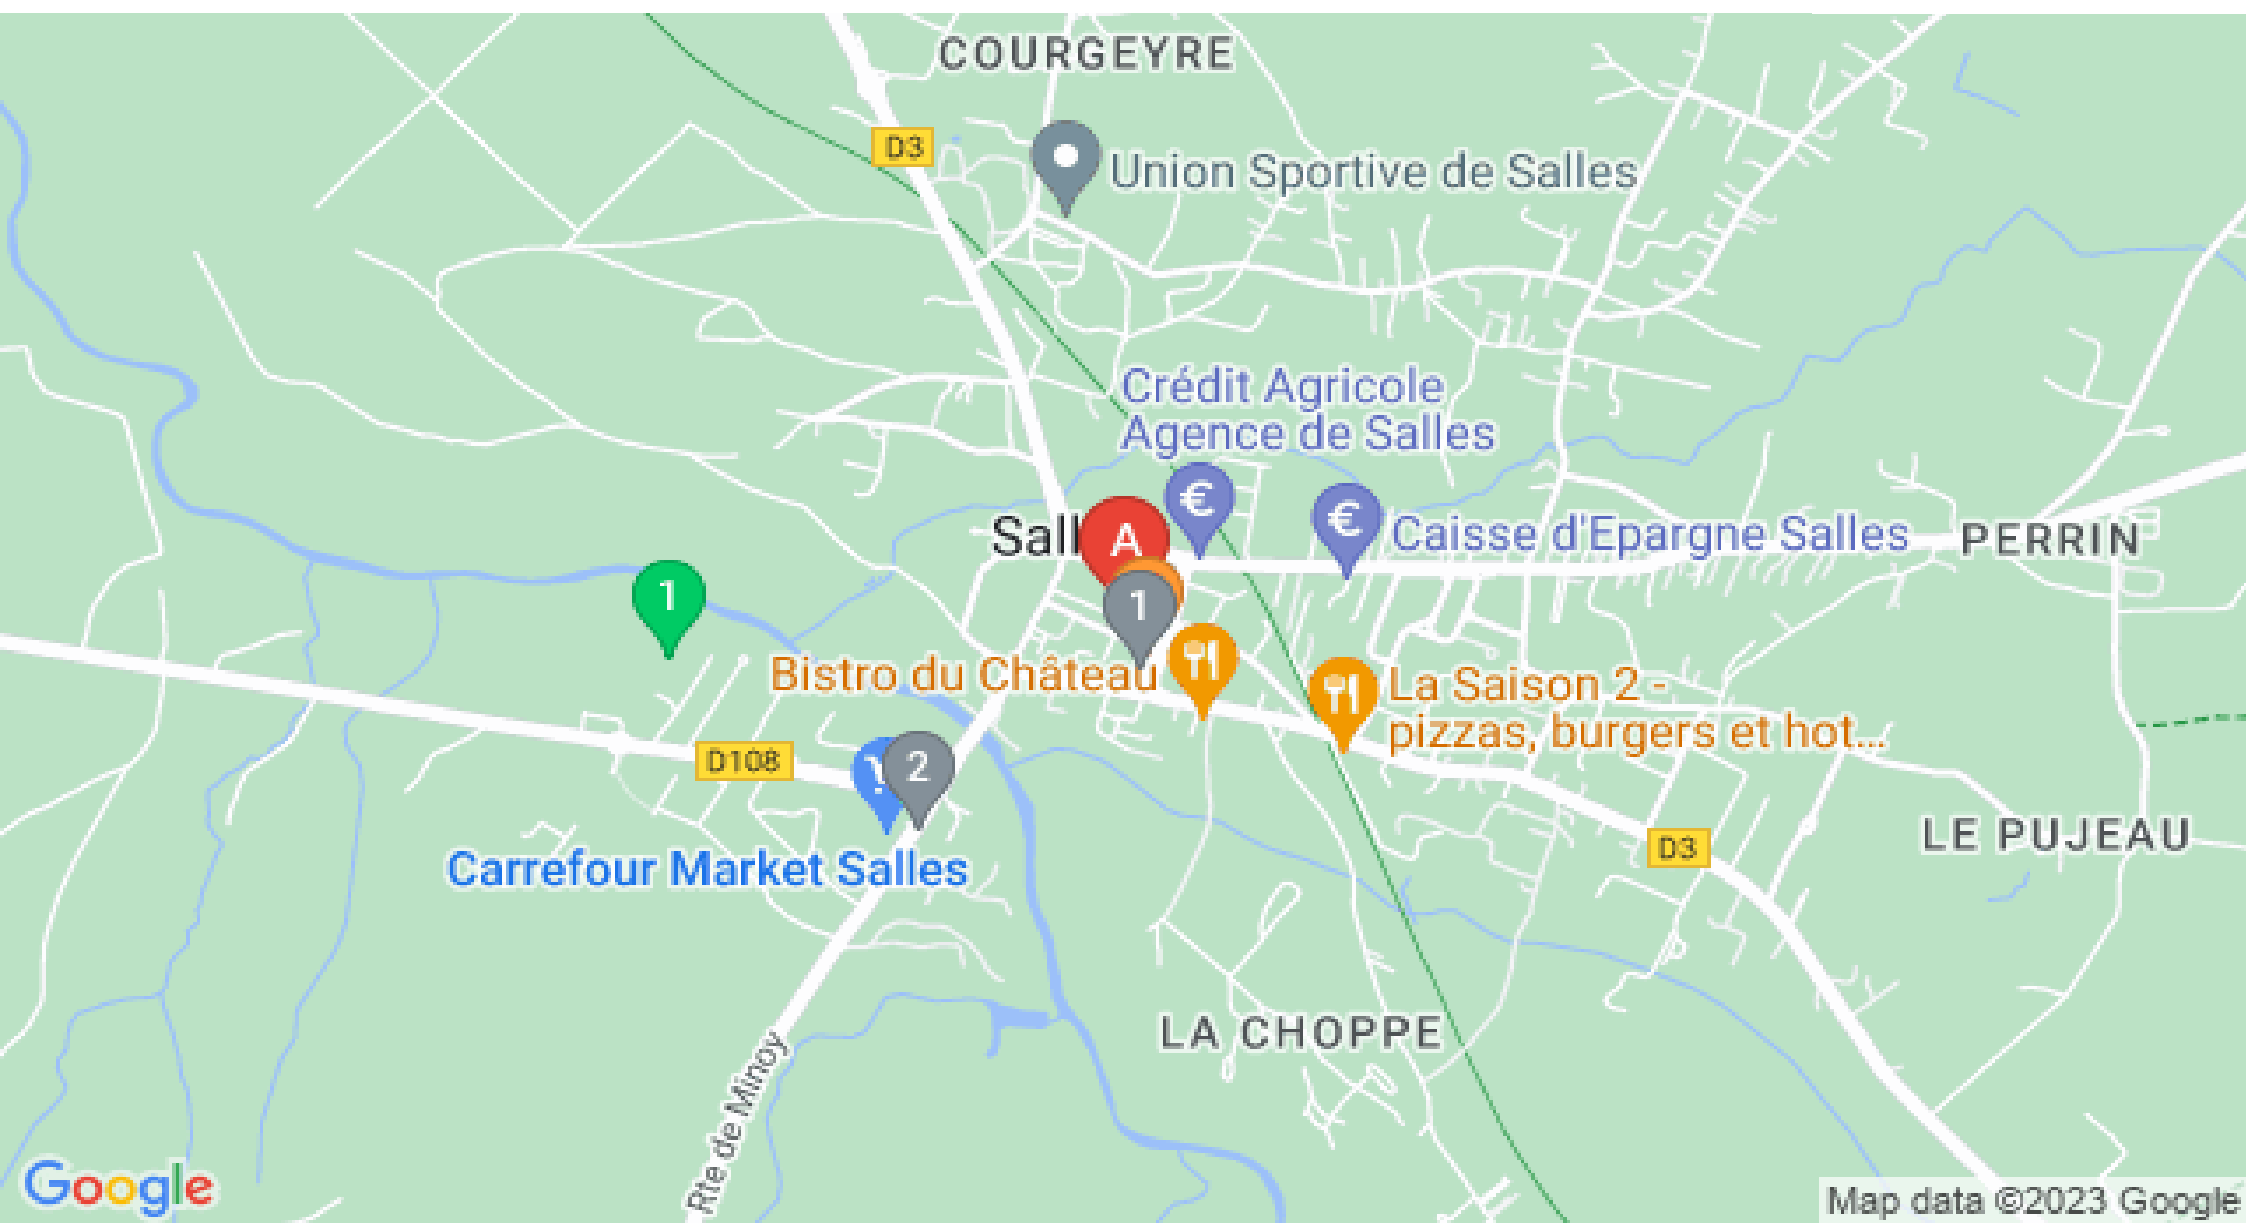 COURGEYRE
D3
Union Sportive de Salles
Crédit Agricole
Agence de Salles
€
€
Sall
A
Caisse d'Epargne Salles
PERRIN
1
1
Bistro du Château
La Saison 2 -
pizzas, burgers et hot...
D108
2
D3
LE PUJEAU
Carrefour Market Salles
LA CHOPPE
Rte de Minoy
Google
Map data ©2023 Google